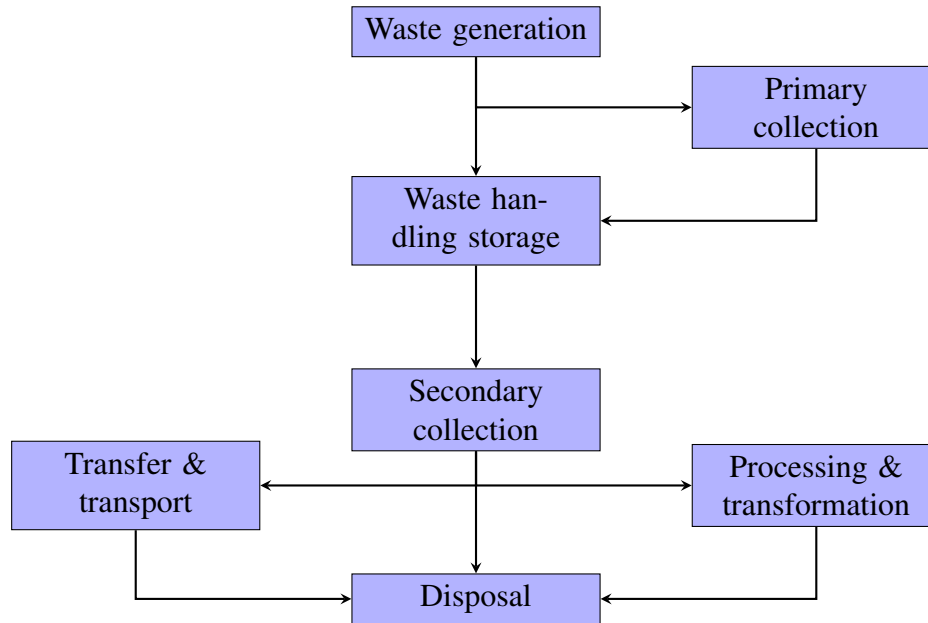 Waste generation
Primary
collection
Waste han-
dling storage
Secondary
collection
Transfer &
transport
Processing &
transformation
Disposal